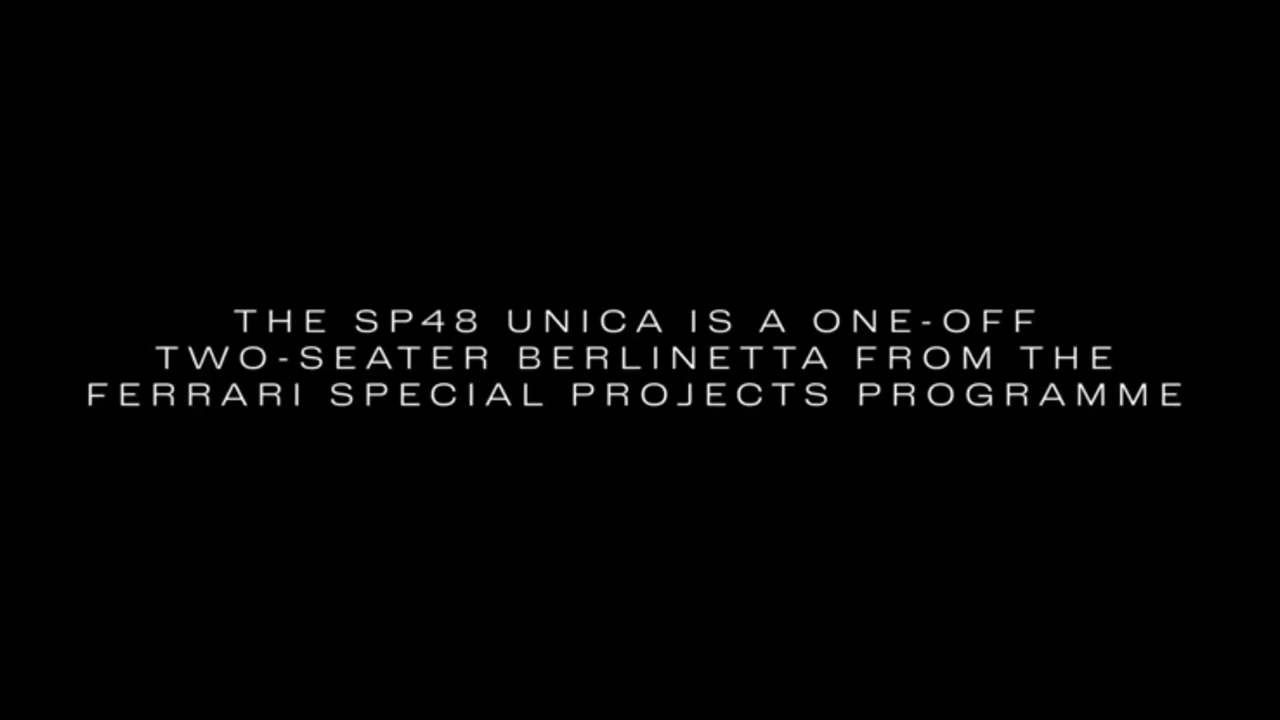 THE SP48 UNICA IS A ONE-OFF
TWO-SEATER BERLINETTA FROM THE
FERRARI SPECIAL PROJECTS PROGRAMME